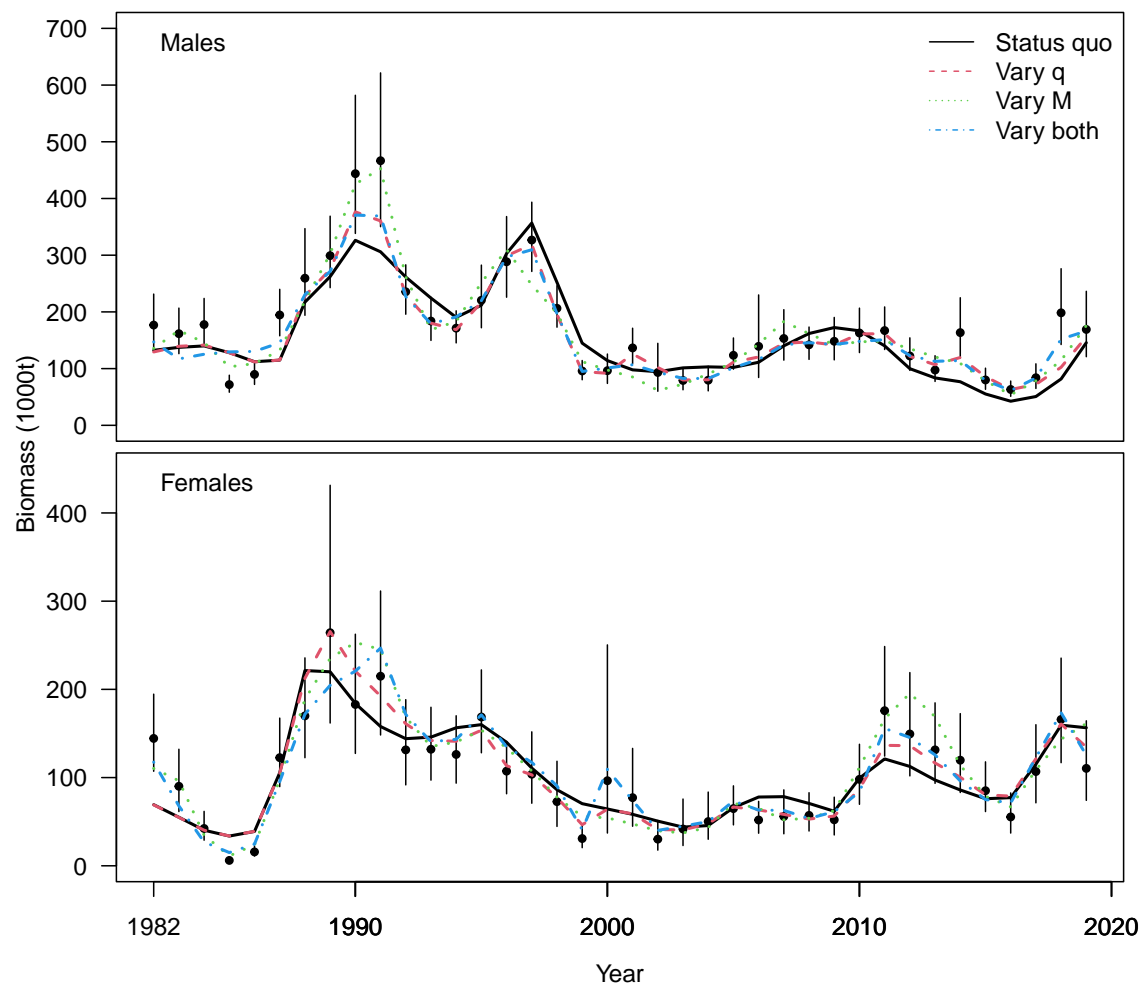 700
600
500
400
300
200
100
0
Males
Status quo
Vary q
Vary M
Vary both
Biomass (1000t)
400
300
200
100
0
Females
1982
1990
2000
2010
2020
Year